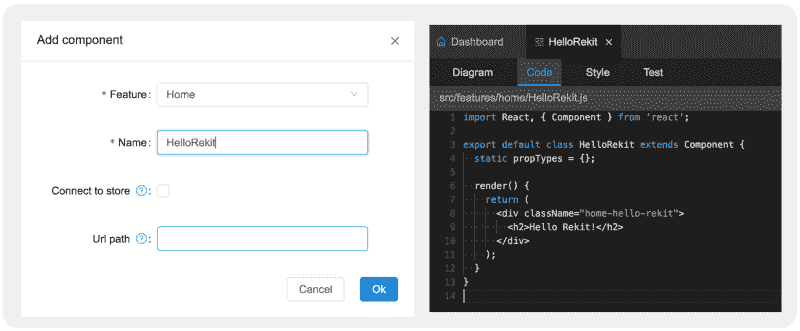 Add component
* Feature: Home
* Name: HelloRekit
Connect to store ?:
Url path ?:
Cancel Ok
Dashboard HelloRekit
Diagram Code Style Test
src/features/home/HelloRekit.js
1 import React, { Component } from 'react';
2
3 export default class HelloRekit extends Component {
4 static propTypes = {};
5
6 render() {
7 return (
8 <div className="home-hello-rekit">
9 <h2>Hello Rekit!</h2>
10 </div>
11 );
12 }
13 }
14